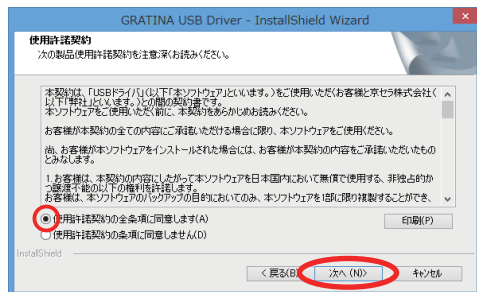 GRATINA USB Driver - InstallShield Wizard
使用許諾契約
次の製品使用許諾契約を注意深くお読みください。
本契約は、「USBドライバ」(以下「本ソフトウェア」といいます。)をご使用いただくお客様と京セラ株式会社(
以下「弊社」といいます。)との間の契約書です。
本ソフトウェアをご使用いただく前に、本契約をあらかじめお読みください。
お客様が本契約の全ての内容にご承諾いただける場合に限り、本ソフトウェアをご使用ください。
尚、お客様が本ソフトウェアをインストールされた場合には、お客様が本契約の内容をご承諾いただいたもの
とみなします。
1.お客様は、本契約の内容にしたがって本ソフトウェアを日本国内において無償で使用する、非独占的か
つ譲渡不能の以下の権利を許諾します。
お客様は、本ソフトウェアのバックアップの目的においてのみ、本ソフトウェアを1部に限り複製することができ、
使用許諾契約の全条項に同意します(A)
印刷(P)
使用許諾契約の条項に同意しません(D)
InstallShield
< 戻る(B)
次へ (N)>
キャンセル